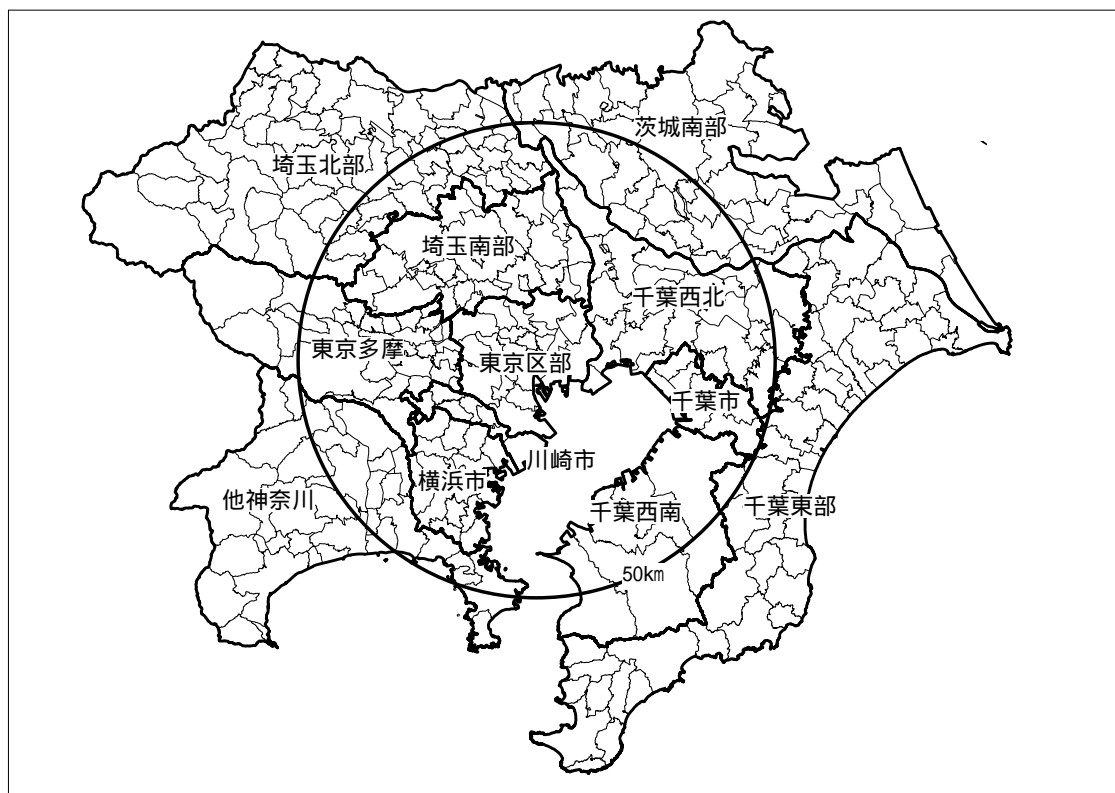 茨城南部
埼玉北部
埼玉南部
千葉西北
東京多摩
東京区部
千葉市
川崎市
横浜市
他神奈川
千葉西南
千葉東部
50km